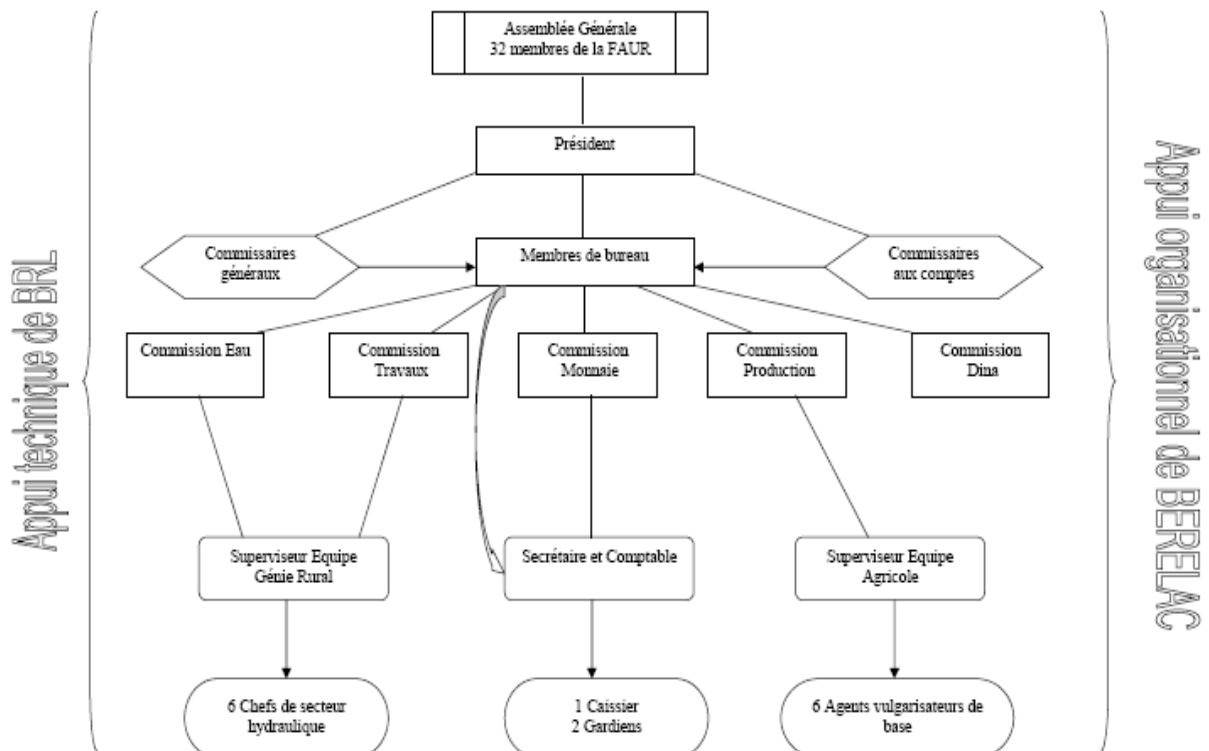 Assemblée Générale
32 membres de la FAUR
Président
Commissaires
généraux
Membres de bureau
Commissaires
aux comptes
Commission Eau
Commission
Travaux
Commission
Monnaie
Commission
Production
Commission
Dina
Superviseur Equipe
Génie Rural
Secrétaire et Comptable
Superviseur Equipe
Agricole
6 Chefs de secteur
hydraulique
1 Caissier
2 Gardiens
6 Agents vulgarisateurs de
base
Appui technique de BRL
Appui organisationnel de BERELAC